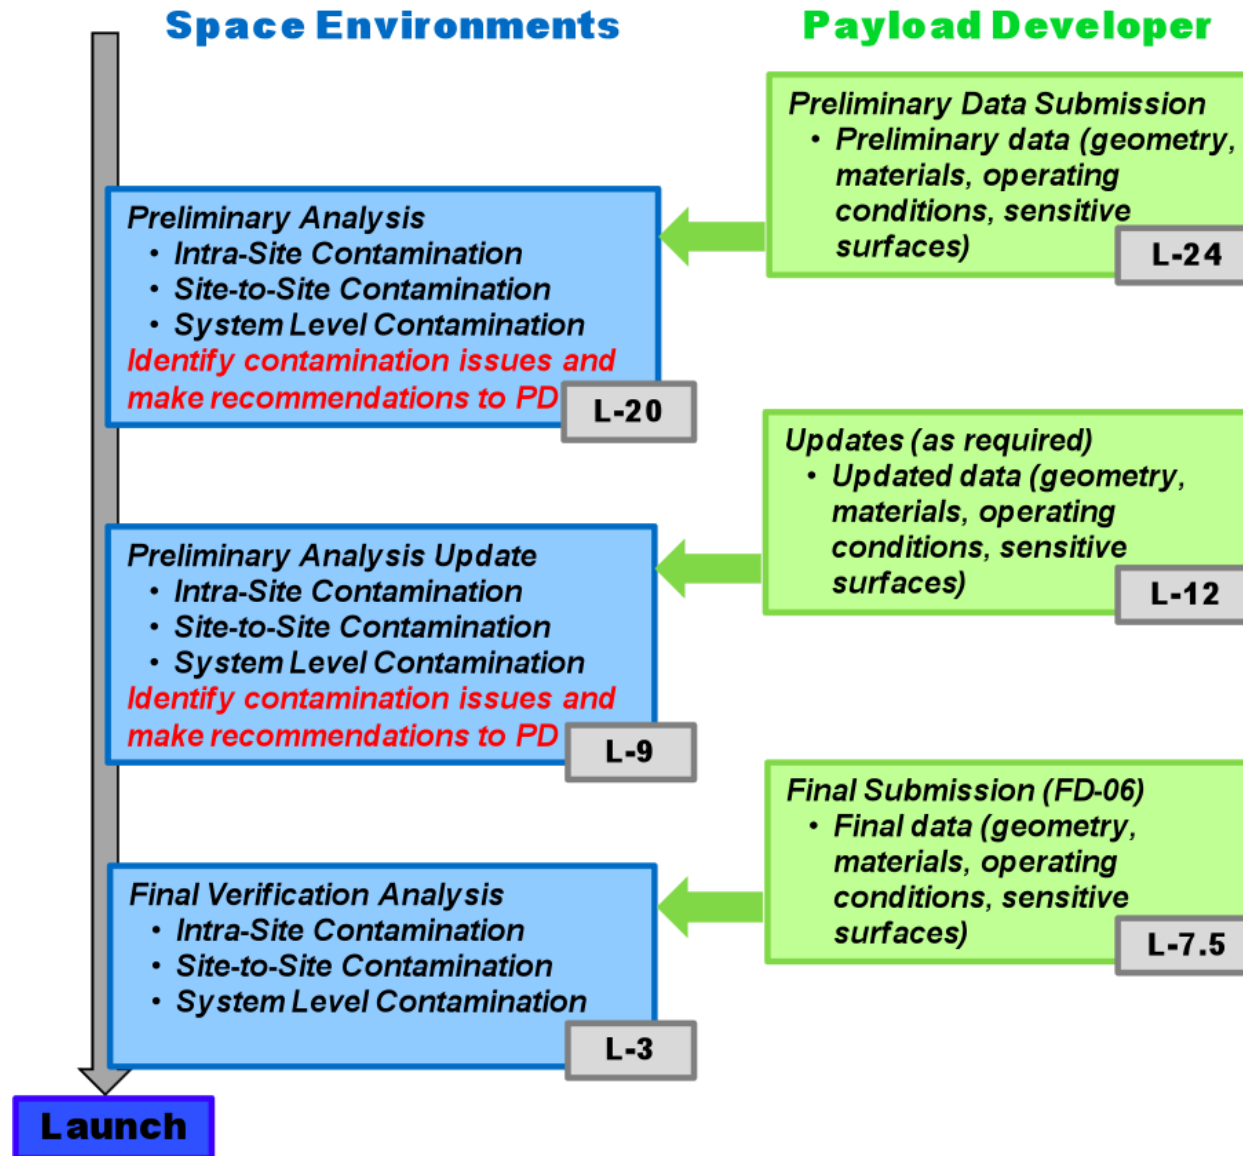 Space Environments
Payload Developer
Preliminary Data Submission
• Preliminary data (geometry,
materials, operating
conditions, sensitive
surfaces)
L-24
Preliminary Analysis
• Intra-Site Contamination
• Site-to-Site Contamination
• System Level Contamination
Identify contamination issues and
make recommendations to PD
L-20
Updates (as required)
• Updated data (geometry,
materials, operating
conditions, sensitive
surfaces)
L-12
Preliminary Analysis Update
• Intra-Site Contamination
• Site-to-Site Contamination
• System Level Contamination
Identify contamination issues and
make recommendations to PD
L-9
Final Submission (FD-06)
• Final data (geometry,
materials, operating
conditions, sensitive
surfaces)
L-7.5
Final Verification Analysis
• Intra-Site Contamination
• Site-to-Site Contamination
• System Level Contamination
L-3
Launch